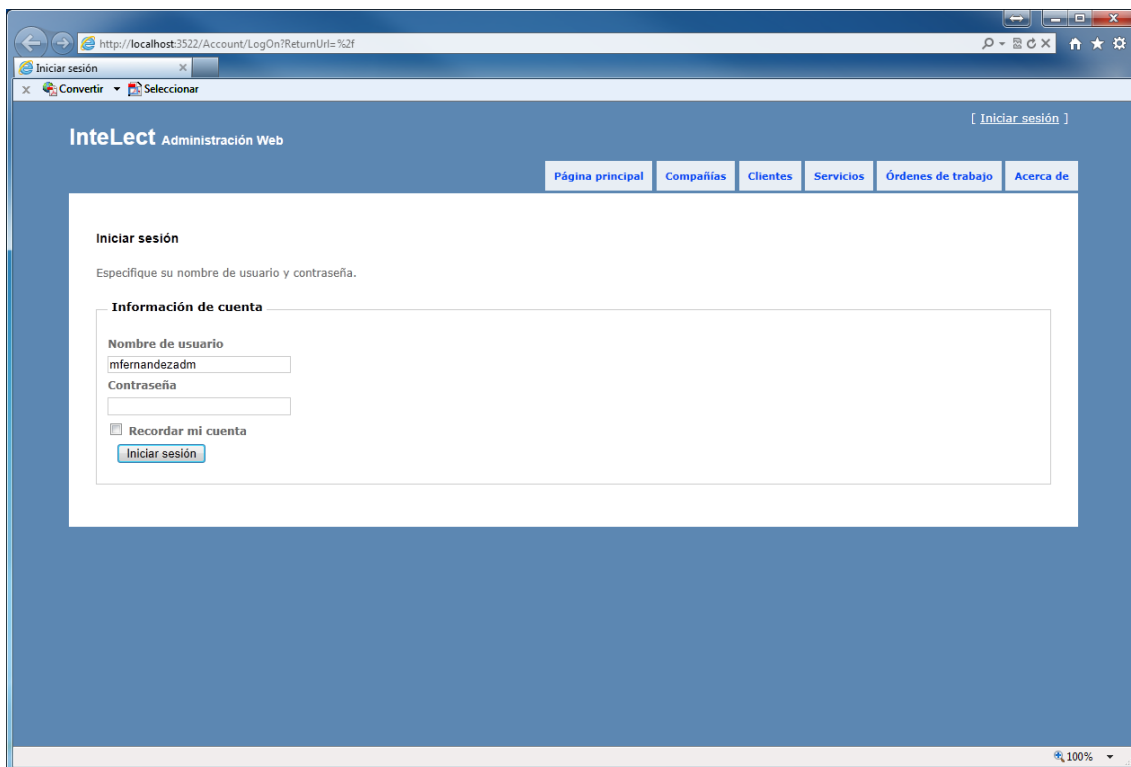 http://localhost:3522/Account/LogOn?ReturnUrl=%2f
Iniciar sesión
Convertir Seleccionar
[ Iniciar sesión ]
InteLect Administración Web
Página principal Compañías Clientes Servicios Órdenes de trabajo Acerca de
Iniciar sesión
Especifique su nombre de usuario y contraseña.
Información de cuenta
Nombre de usuario
mfernandezadm
Contraseña
Recordar mi cuenta
Iniciar sesión
100%